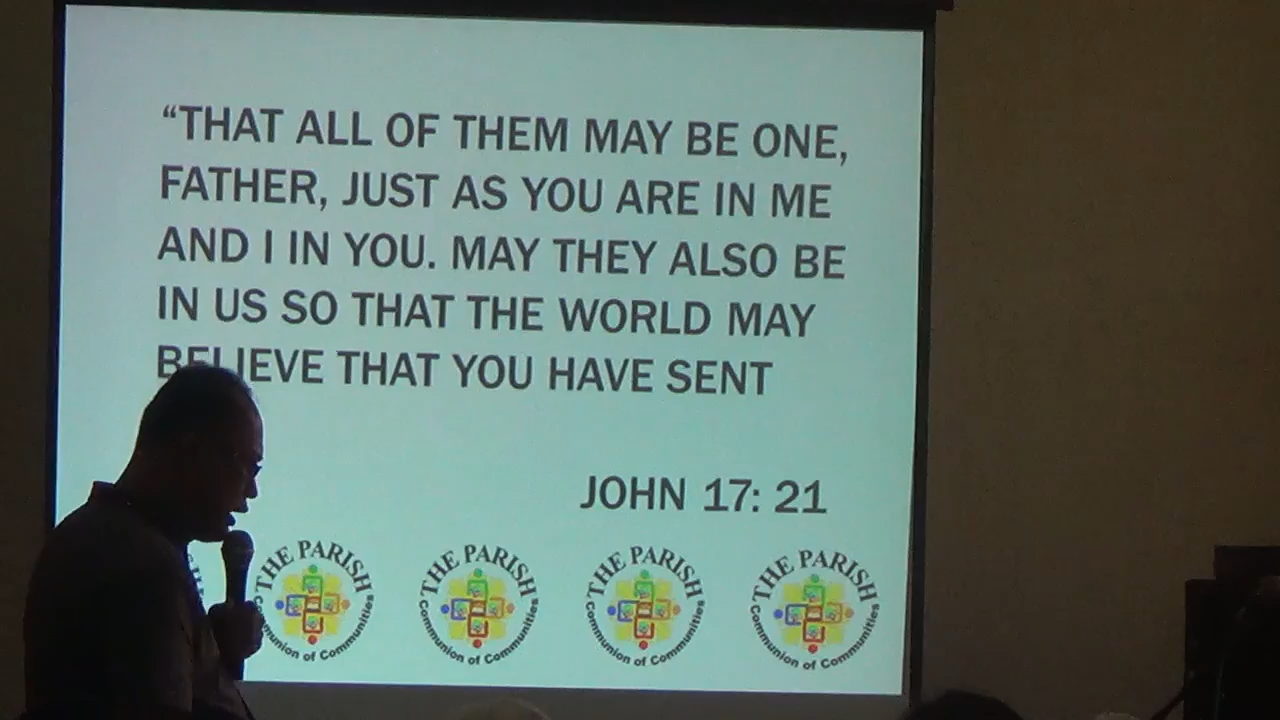 “THAT ALL OF THEM MAY BE ONE,
FATHER, JUST AS YOU ARE IN ME
AND I IN YOU. MAY THEY ALSO BE
IN US SO THAT THE WORLD MAY
BELIEVE THAT YOU HAVE SENT
JOHN 17: 21
THE PARISH
Communion of Communities
THE PARISH
Communion of Communities
THE PARISH
Communion of Communities
THE PARISH
Communion of Communities